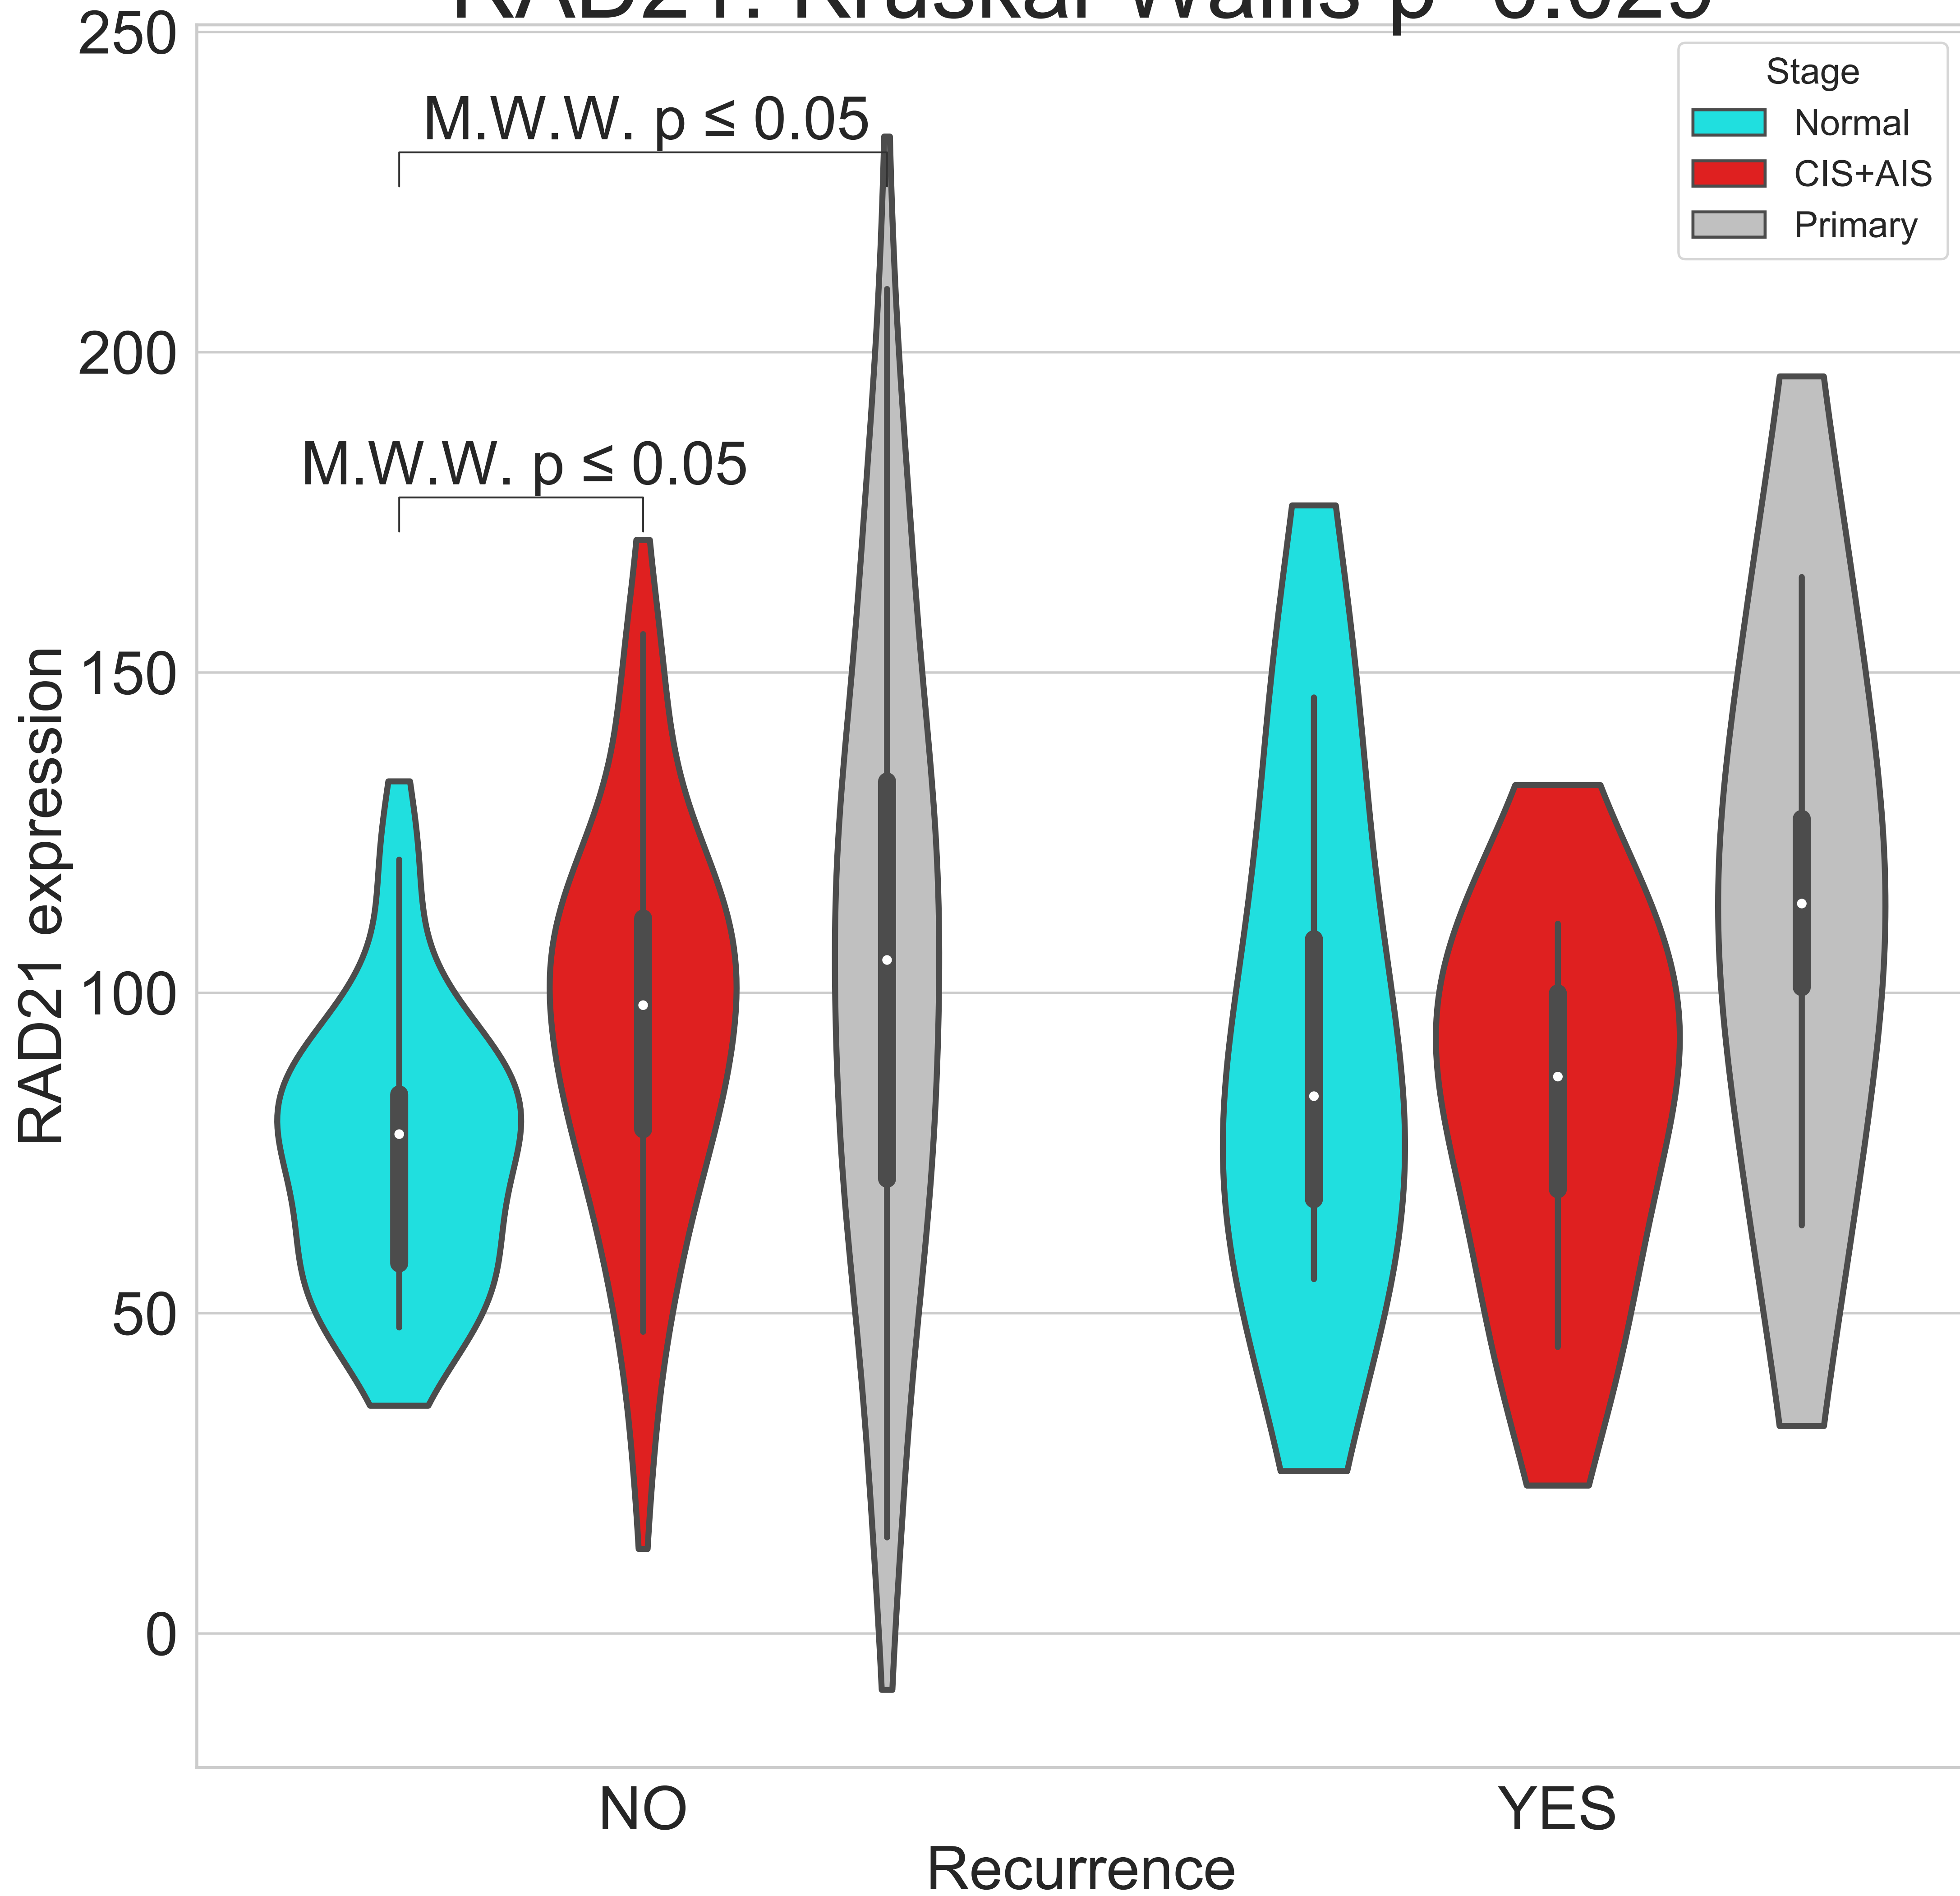 250
Stage
Normal
CIS+AIS
Primary
M.W.W. p ≤ 0.05
200
M.W.W. p ≤ 0.05
150
100
50
0
RAD21 expression
NO
YES
Recurrence